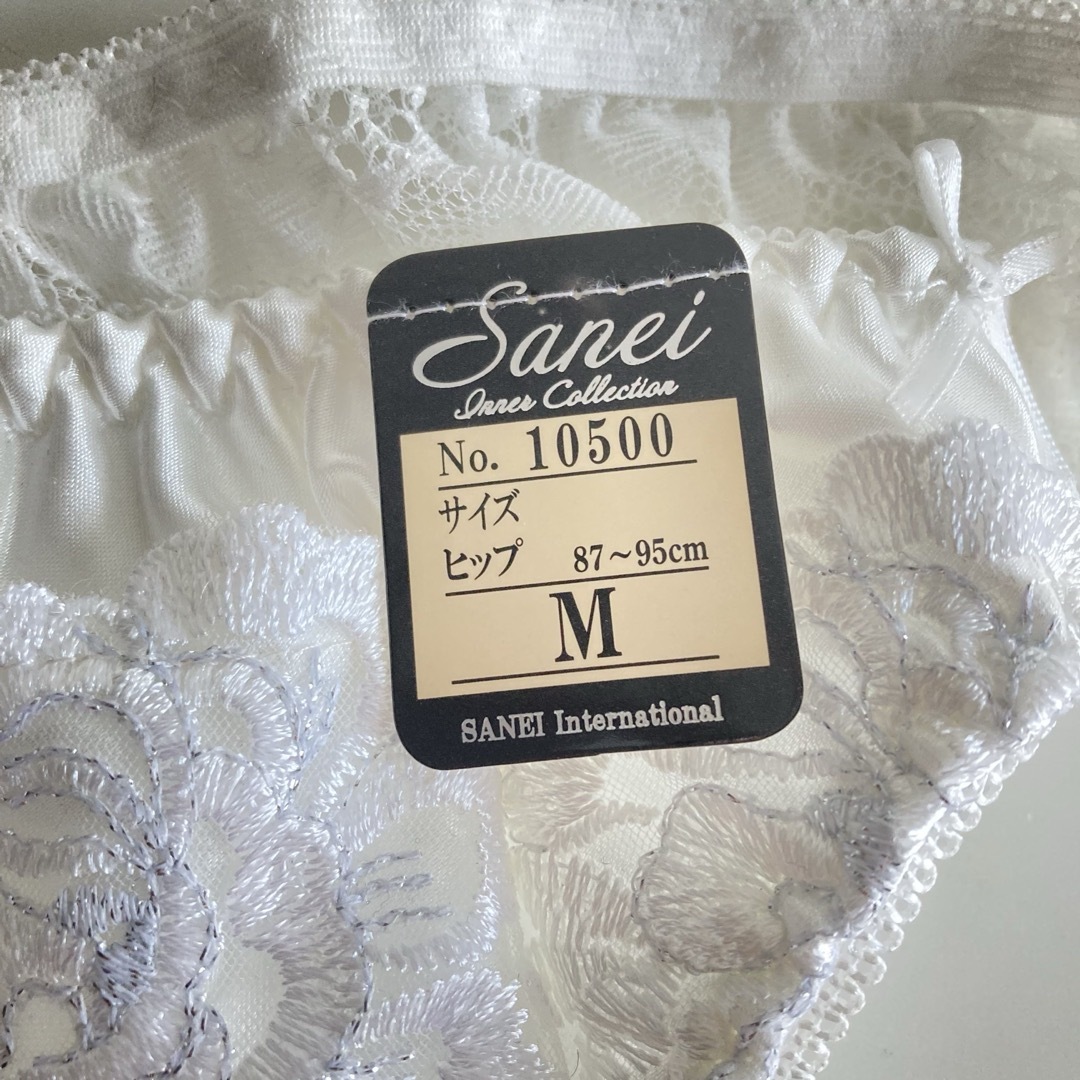 Sanei
Inner Collection
No. 10500
サイズ
ヒップ 87～95cm
M
SANEI International